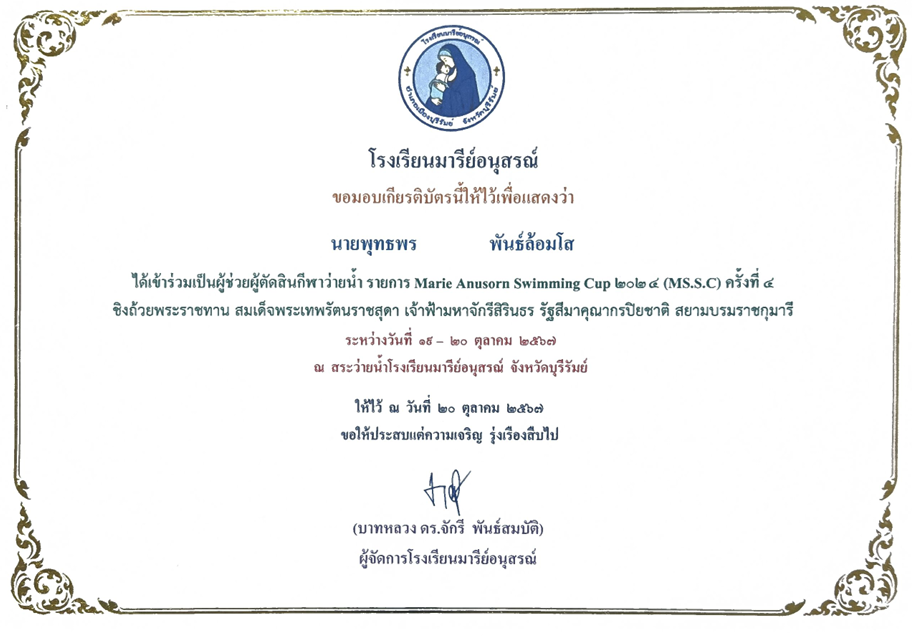 โรงเรียนมารีย์อนุสรณ์
อำเภอเมืองบุรีรัมย์ จังหวัดบุรีรัมย์
โรงเรียนมารีย์อนุสรณ์
ขอมอบเกียรติบัตรนี้ให้ไว้เพื่อแสดงว่า
นายพุทธพร พันธ์ล้อมโส
ได้เข้าร่วมเป็นผู้ช่วยผู้ตัดสินกีฬาว่ายน้ำ รายการ Marie Anusorn Swimming Cup ๒๐๒๔ (MS.S.C) ครั้งที่ ๔
ชิงถ้วยพระราชทาน สมเด็จพระเทพรัตนราชสุดา เจ้าฟ้ามหาจักรีสิรินธร รัฐสีมาคุณากรปิยชาติ สยามบรมราชกุมารี
ระหว่างวันที่ ๑๙ – ๒๐ ตุลาคม ๒๕๖๗
ณ สระว่ายน้ำโรงเรียนมารีย์อนุสรณ์ จังหวัดบุรีรัมย์
ให้ไว้ ณ วันที่ ๒๐ ตุลาคม ๒๕๖๗
ขอให้ประสบแต่ความเจริญ รุ่งเรืองสืบไป
(บาทหลวง ดร.จักรี พันธ์สมบัติ)
ผู้จัดการโรงเรียนมารีย์อนุสรณ์